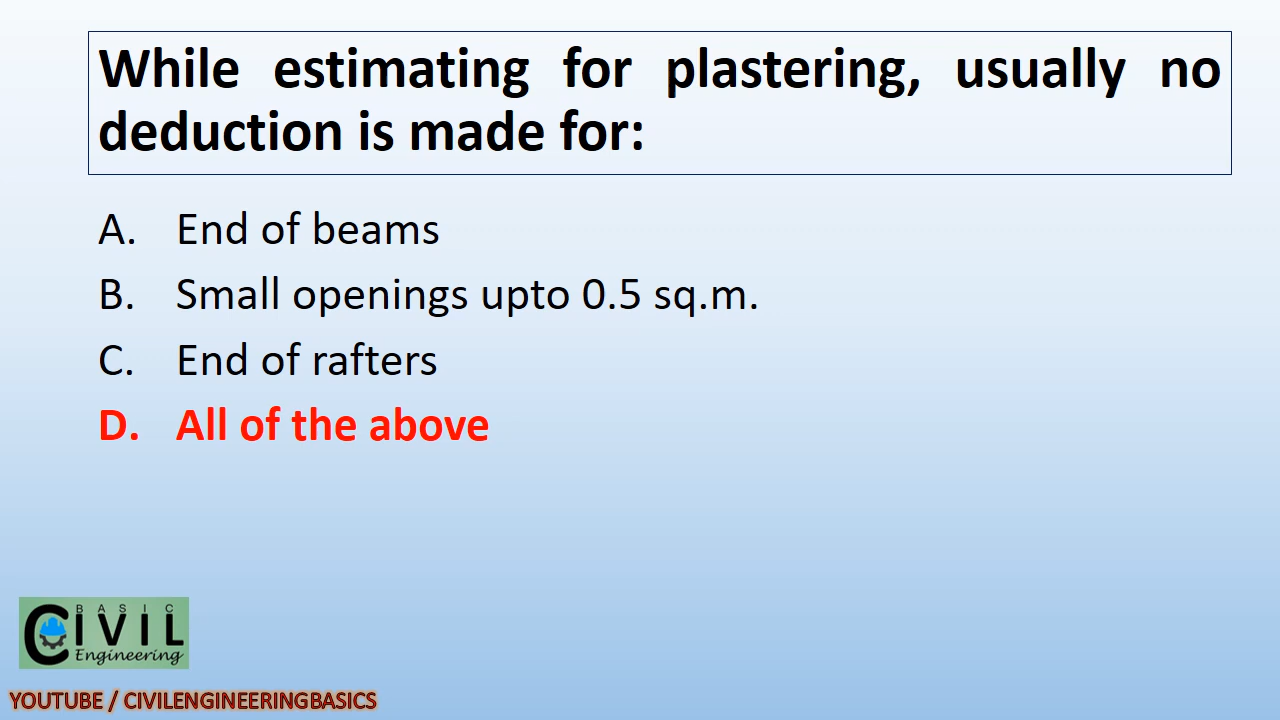 While estimating for plastering, usually no
deduction is made for:
A. End of beams
B. Small openings upto 0.5 sq.m.
C. End of rafters
D. All of the above
BASIC
CIVIL
Engineering
YOUTUBE / CIVILENGINEERINGBASICS